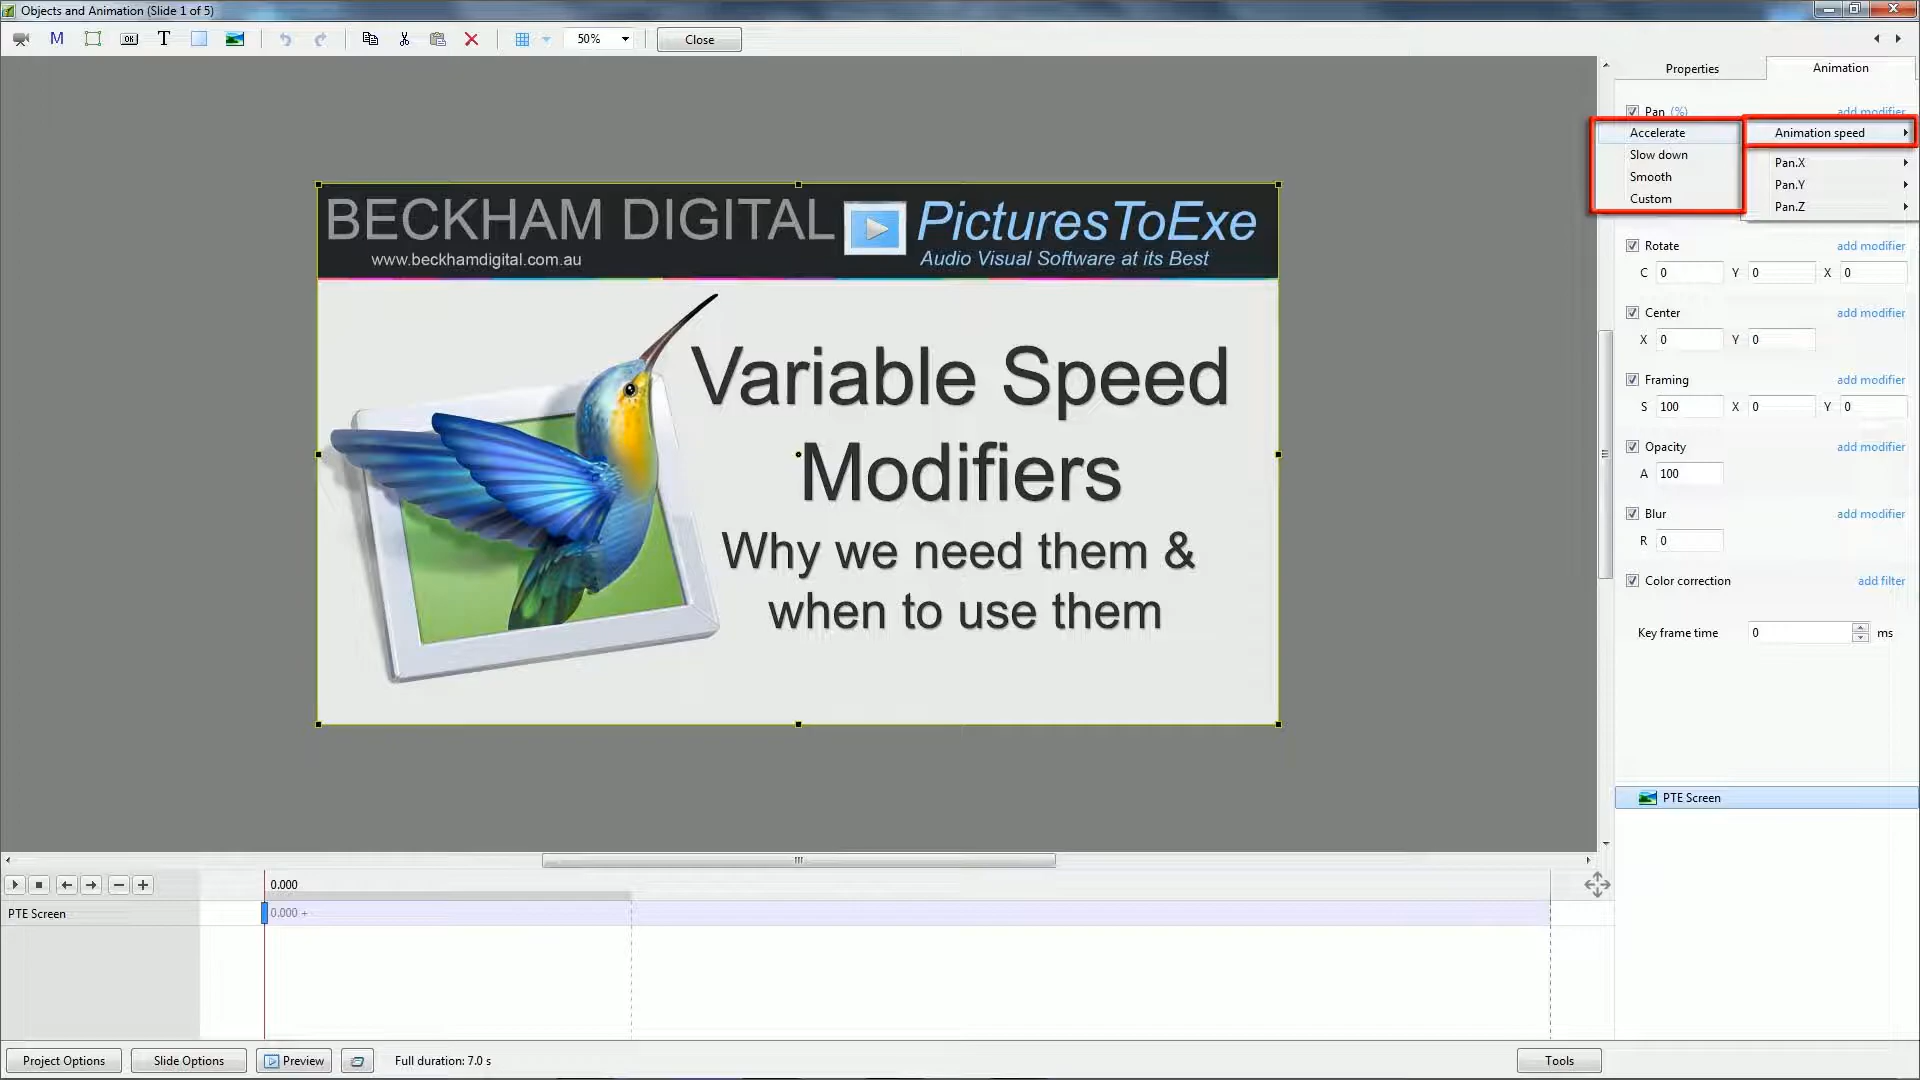 Objects and Animation (Slide 1 of 5)
M OK T 50% Close
Properties Animation
Pan (%) add modifier
Accelerate
Slow down
Smooth
Custom
Animation speed
Pan.X
Pan.Y
Pan.Z
Rotate add modifier
C 0 Y 0 X 0
Center add modifier
X 0 Y 0
Framing add modifier
S 100 X 0 Y 0
Opacity add modifier
A 100
Blur add modifier
R 0
Color correction add filter
Key frame time 0 ms
PTE Screen
BECKHAM DIGITAL
www.beckhamdigital.com.au
PicturesToExe
Audio Visual Software at its Best
Variable Speed
Modifiers
Why we need them &
when to use them
0.000
PTE Screen 0.000 +
Project Options Slide Options Preview Full duration: 7.0 s Tools